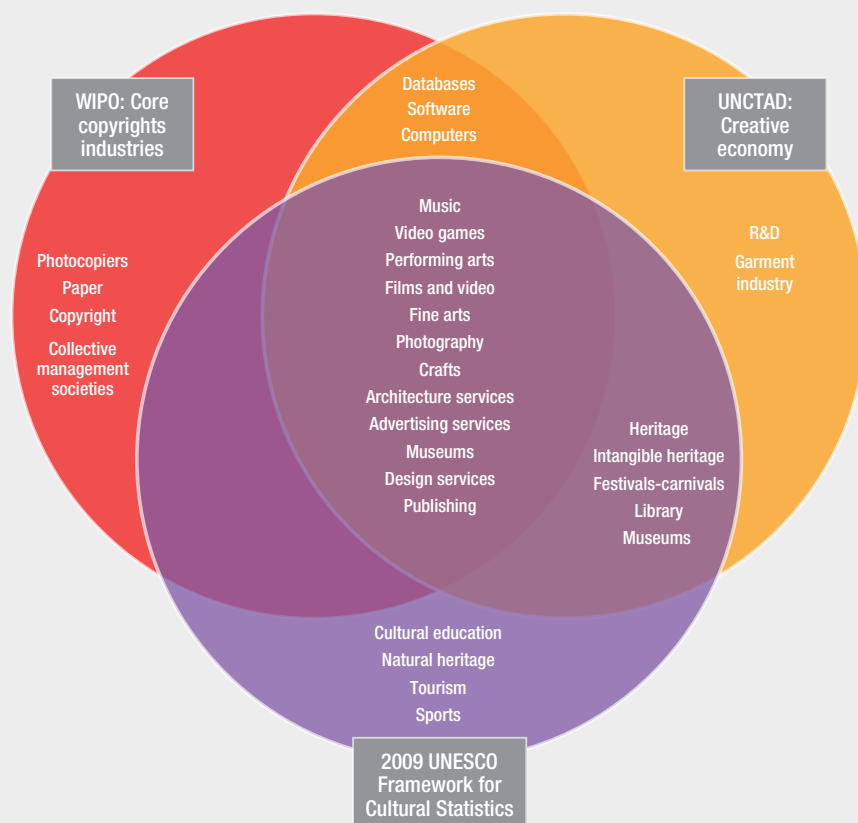 WIPO: Core
copyrights
industries
Databases
Software
Computers
UNCTAD:
Creative
economy
Photocopiers
Paper
Copyright
Collective
management
societies
Music
Video games
Performing arts
Films and video
Fine arts
Photography
Crafts
Architecture services
Advertising services
Museums
Design services
Publishing
R&D
Garment
industry
Heritage
Intangible heritage
Festivals-carnivals
Library
Museums
Cultural education
Natural heritage
Tourism
Sports
2009 UNESCO
Framework for
Cultural Statistics